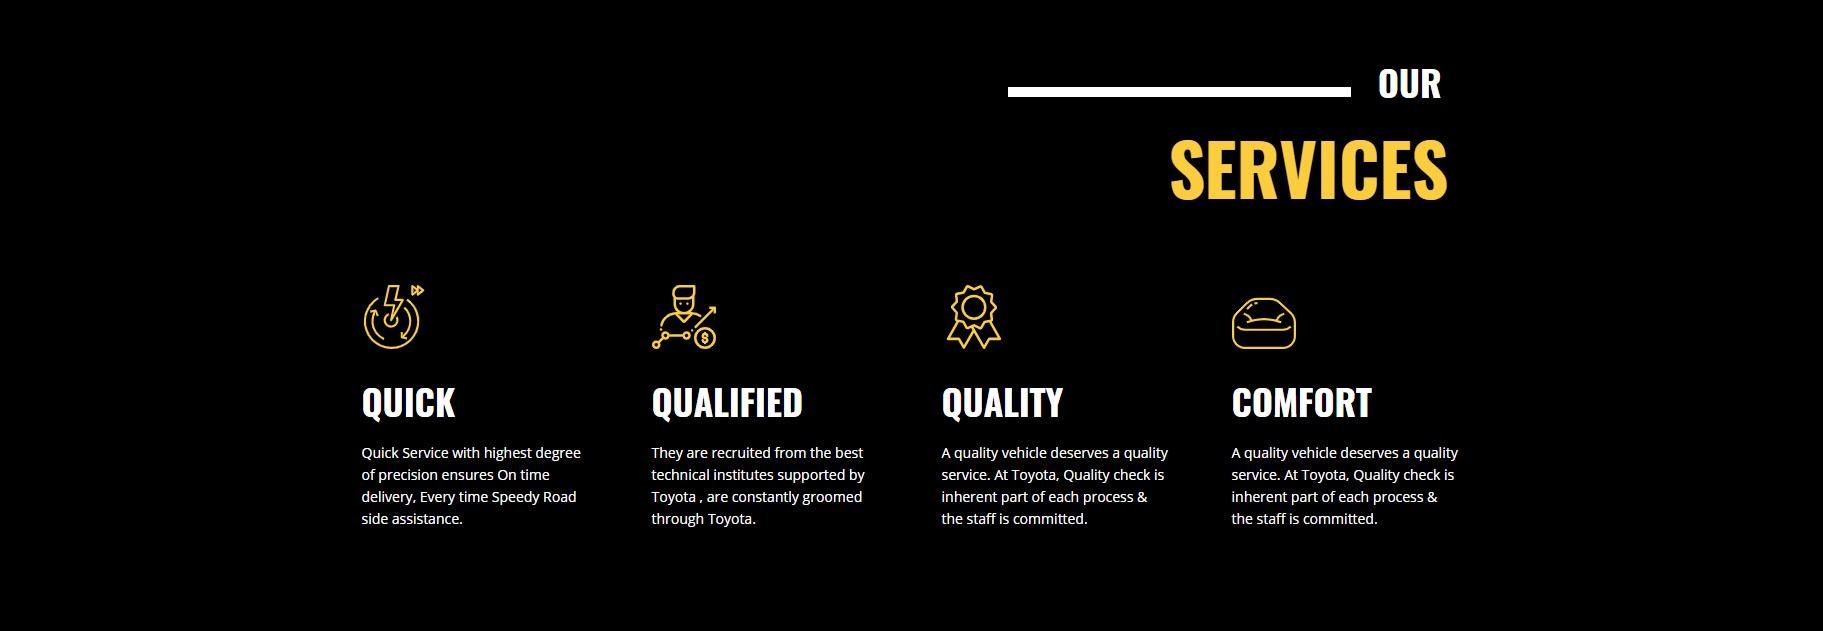 OUR
SERVICES
QUICK
Quick Service with highest degree
of precision ensures On time
delivery, Every time Speedy Road
side assistance.
QUALIFIED
They are recruited from the best
technical institutes supported by
Toyota , are constantly groomed
through Toyota.
QUALITY
A quality vehicle deserves a quality
service. At Toyota, Quality check is
inherent part of each process &
the staff is committed.
COMFORT
A quality vehicle deserves a quality
service. At Toyota, Quality check is
inherent part of each process &
the staff is committed.